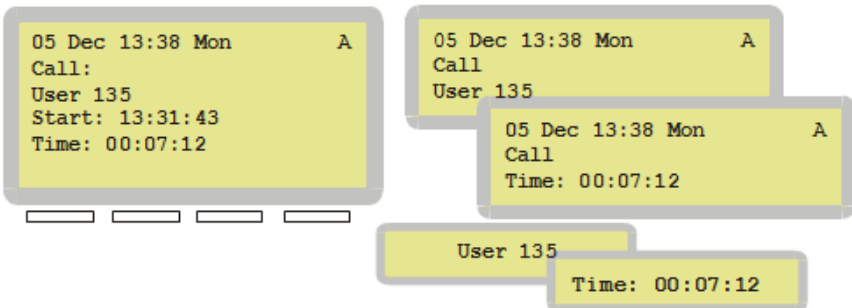 05 Dec 13:38 Mon A
Call:
User 135
Start: 13:31:43
Time: 00:07:12
05 Dec 13:38 Mon A
Call
User 135
05 Dec 13:38 Mon A
Call
Time: 00:07:12
User 135
Time: 00:07:12